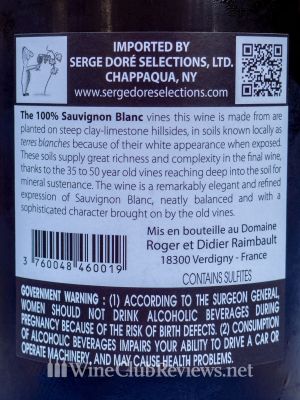 IMPORTED BY
SERGE DORÉ SELECTIONS, LTD.
CHAPPAQUA, NY
www.sergedoreselections.com
The 100% Sauvignon Blanc vines this wine is made from are
planted on steep clay-limestone hillsides, in soils known locally as
terres blanches because of their white appearance when exposed.
These soils supply great richness and complexity in the final wine,
thanks to the 35 to 50 year old vines reaching deep into the soil for
mineral sustenance. The wine is a remarkably elegant and refined
expression of Sauvignon Blanc, neatly balanced and with a
sophisticated character brought on by the old vines.
Mis en bouteille au Domaine
Roger et Didier Raimbault
18300 Verdigny - France
3 760048 460019
CONTAINS SULFITES
GOVERNMENT WARNING : (1) ACCORDING TO THE SURGEON GENERAL,
WOMEN SHOULD NOT DRINK ALCOHOLIC BEVERAGES DURING
PREGNANCY BECAUSE OF THE RISK OF BIRTH DEFECTS. (2) CONSUMPTION
OF ALCOHOLIC BEVERAGES IMPAIRS YOUR ABILITY TO DRIVE A CAR OR
OPERATE MACHINERY, AND MAY CAUSE HEALTH PROBLEMS.
WineClubReviews.net